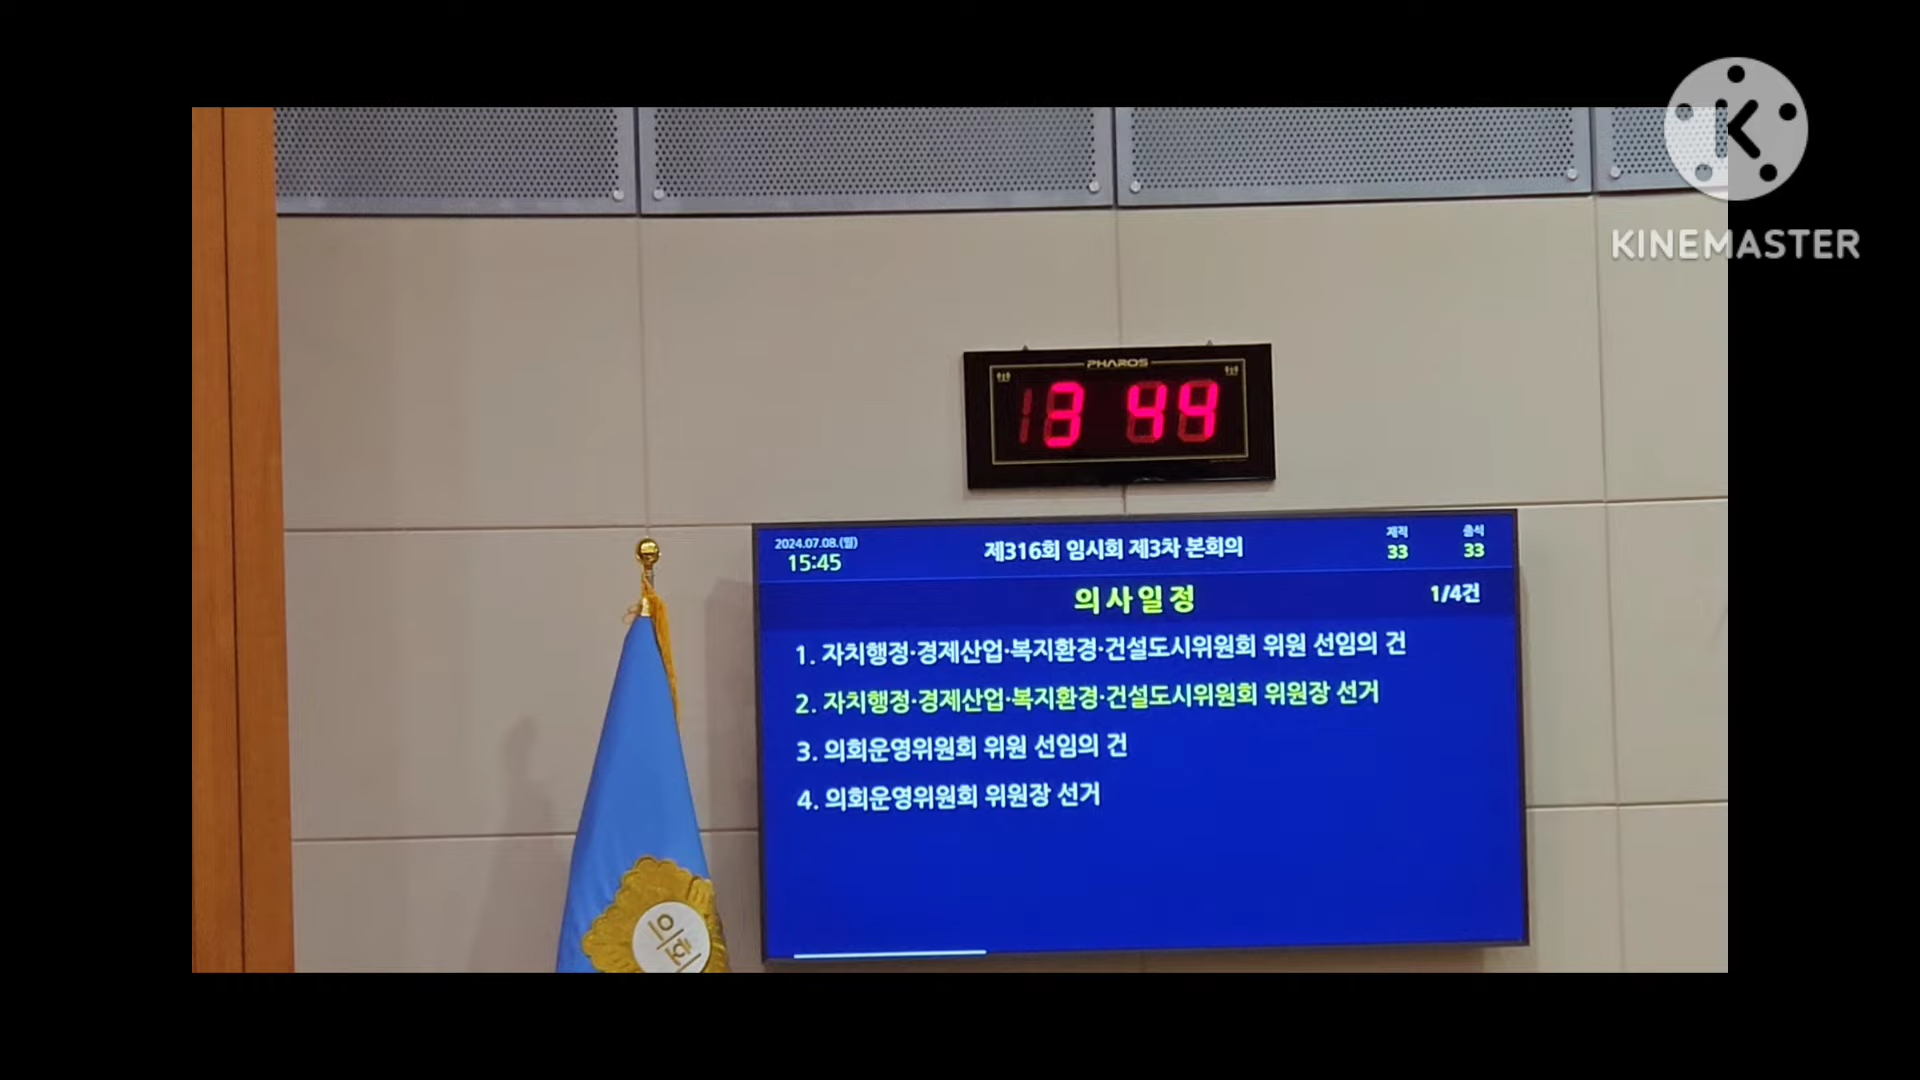 KINEMASTER
PHAROS
3 44
2024.07.08.(월)
15:45
제316회 임시회 제3차 본회의
재적
33
출석
33
의사일정
1/4건
1. 자치행정·경제산업·복지환경·건설도시위원회 위원 선임의 건
2. 자치행정·경제산업·복지환경·건설도시위원회 위원장 선거
3. 의회운영위원회 위원 선임의 건
4. 의회운영위원회 위원장 선거
의회